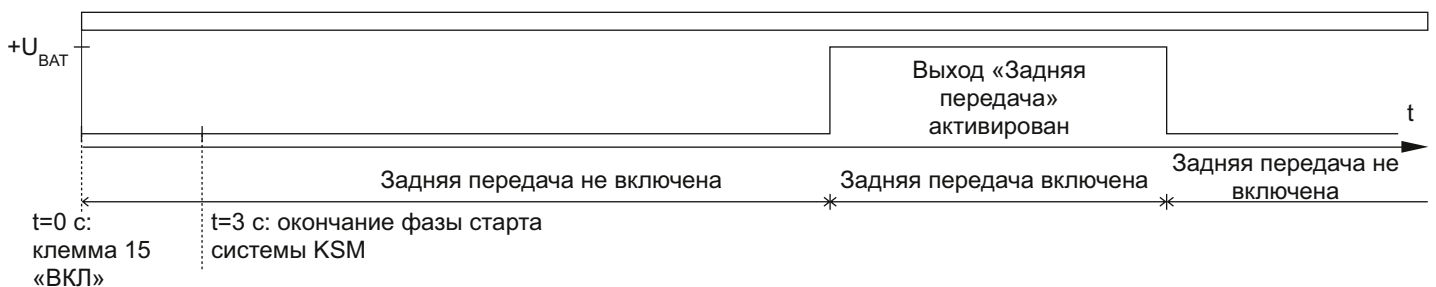 +U_BAT
Выход «Задняя
передача»
активирован
t
Задняя передача не включена
Задняя передача включена
Задняя передача не
включена
t=0 с:
клемма 15
«ВКЛ»
t=3 с: окончание фазы старта
системы KSM